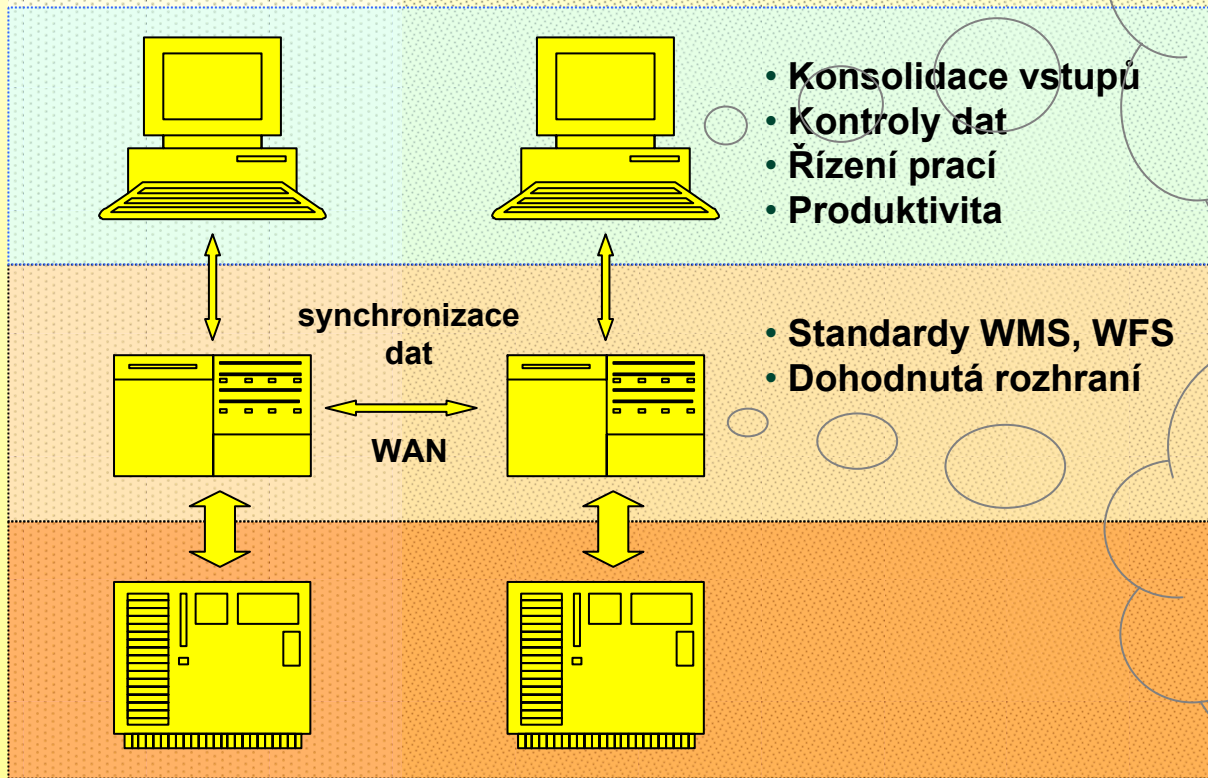 • Konsolidace vstupů
• Kontroly dat
• Řízení prací
• Produktivita
synchronizace
dat
WAN
• Standardy WMS, WFS
• Dohodnutá rozhraní